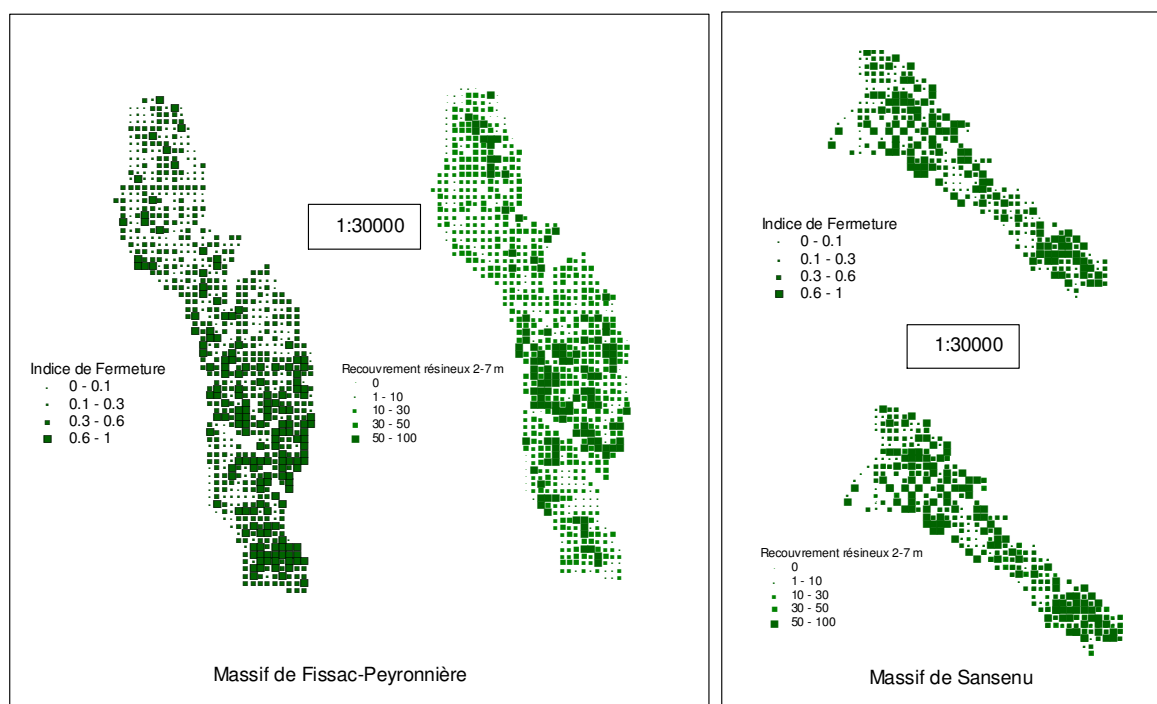 1:30000
Indice de Fermeture
0 - 0.1
0.1 - 0.3
0.3 - 0.6
0.6 - 1
Recouvrement résineux 2-7 m
0
1 - 10
10 - 30
30 - 50
50 - 100
Massif de Fissac-Peyronnière
Indice de Fermeture
0 - 0.1
0.1 - 0.3
0.3 - 0.6
0.6 - 1
1:30000
Recouvrement résineux 2-7 m
0
1 - 10
10 - 30
30 - 50
50 - 100
Massif de Sansenu